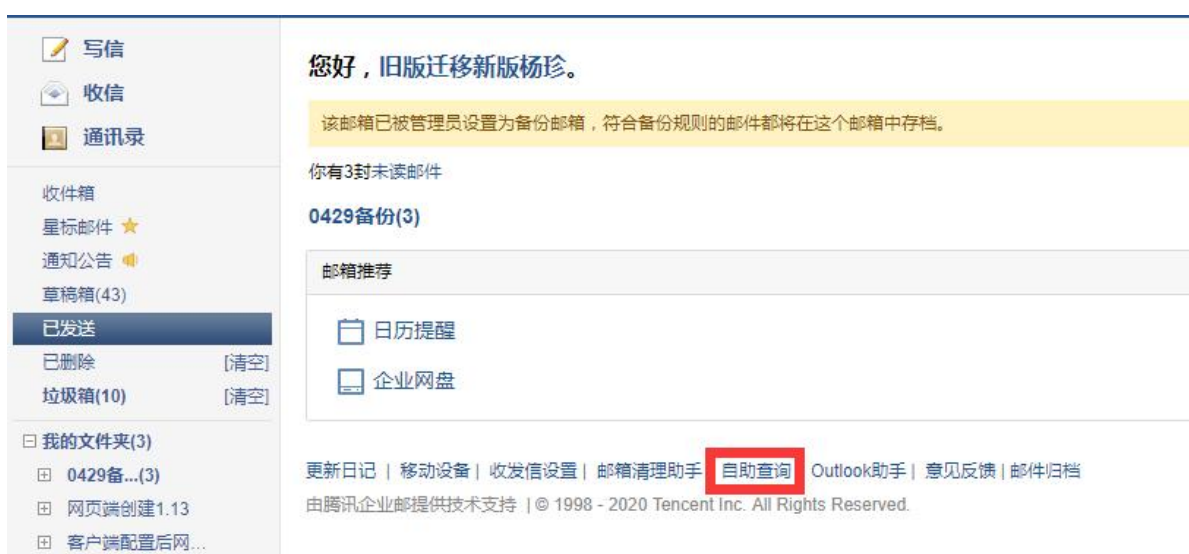 写信
收信
通讯录
收件箱
星标邮件
通知公告
草稿箱(43)
已发送
已删除 [清空]
垃圾箱(10) [清空]
我的文件夹(3)
0429备...(3)
网页端创建1.13
客户端配置后网...
您好，旧版迁移新版杨珍。
该邮箱已被管理员设置为备份邮箱，符合备份规则的邮件都将在这个邮箱中存档。
你有3封未读邮件
0429备份(3)
邮箱推荐
日历提醒
企业网盘
更新日记 | 移动设备 | 收发信设置 | 邮箱清理助手 自助查询 Outlook助手 | 意见反馈 | 邮件归档
由腾讯企业邮提供技术支持 | © 1998 - 2020 Tencent Inc. All Rights Reserved.